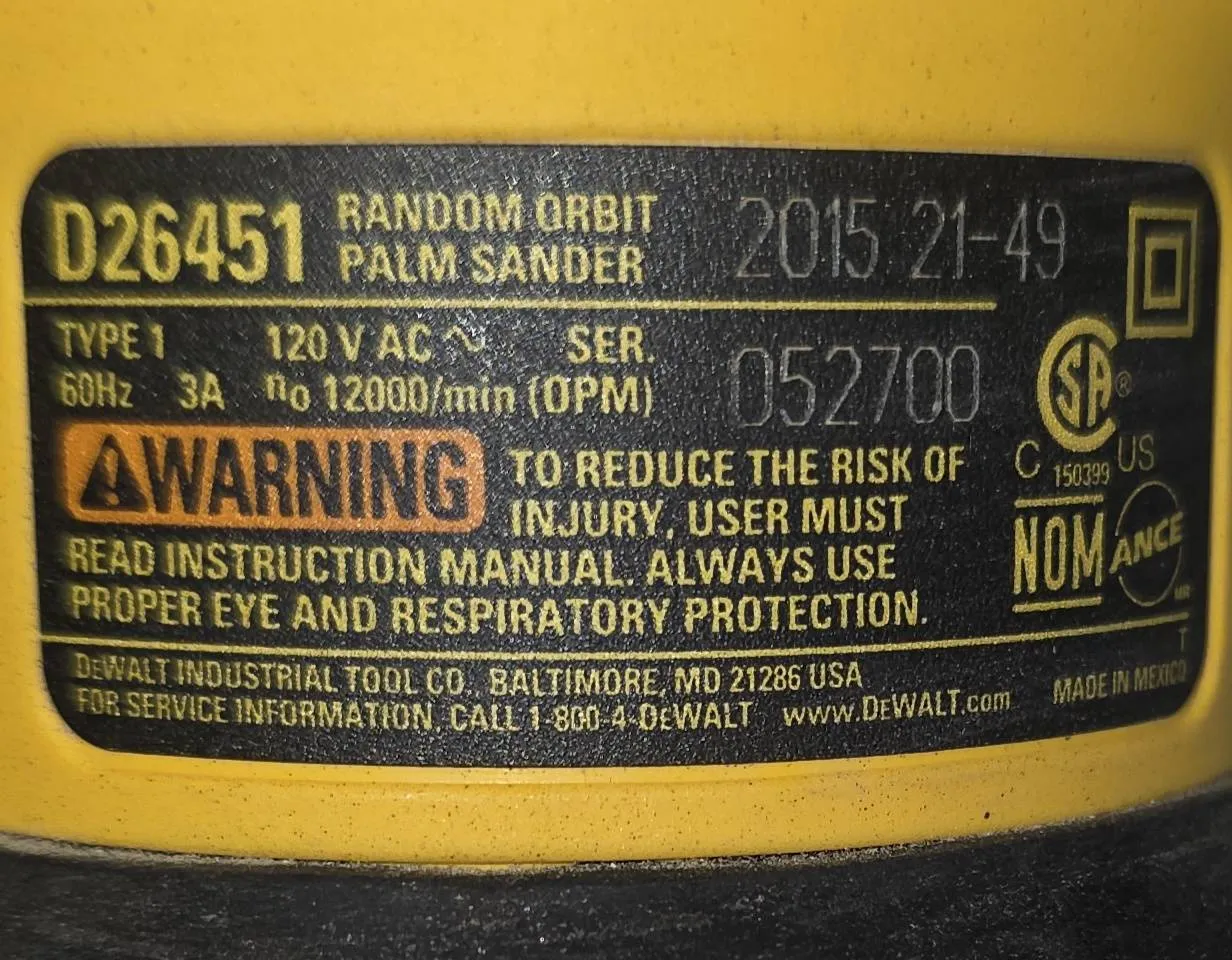 D26451 RANDOM ORBIT PALM SANDER 2015 21-49
TYPE 1 120 V AC ~ SER. 052700
60Hz 3A no 12000/min (OPM)
SA ®
C 150399 US
WARNING TO REDUCE THE RISK OF
INJURY, USER MUST
READ INSTRUCTION MANUAL. ALWAYS USE
PROPER EYE AND RESPIRATORY PROTECTION.
NOM ANCE MR
DEWALT INDUSTRIAL TOOL CO., BALTIMORE, MD 21286 USA
FOR SERVICE INFORMATION, CALL 1-800-4-DEWALT www.DEWALT.com
T
MADE IN MEXICO